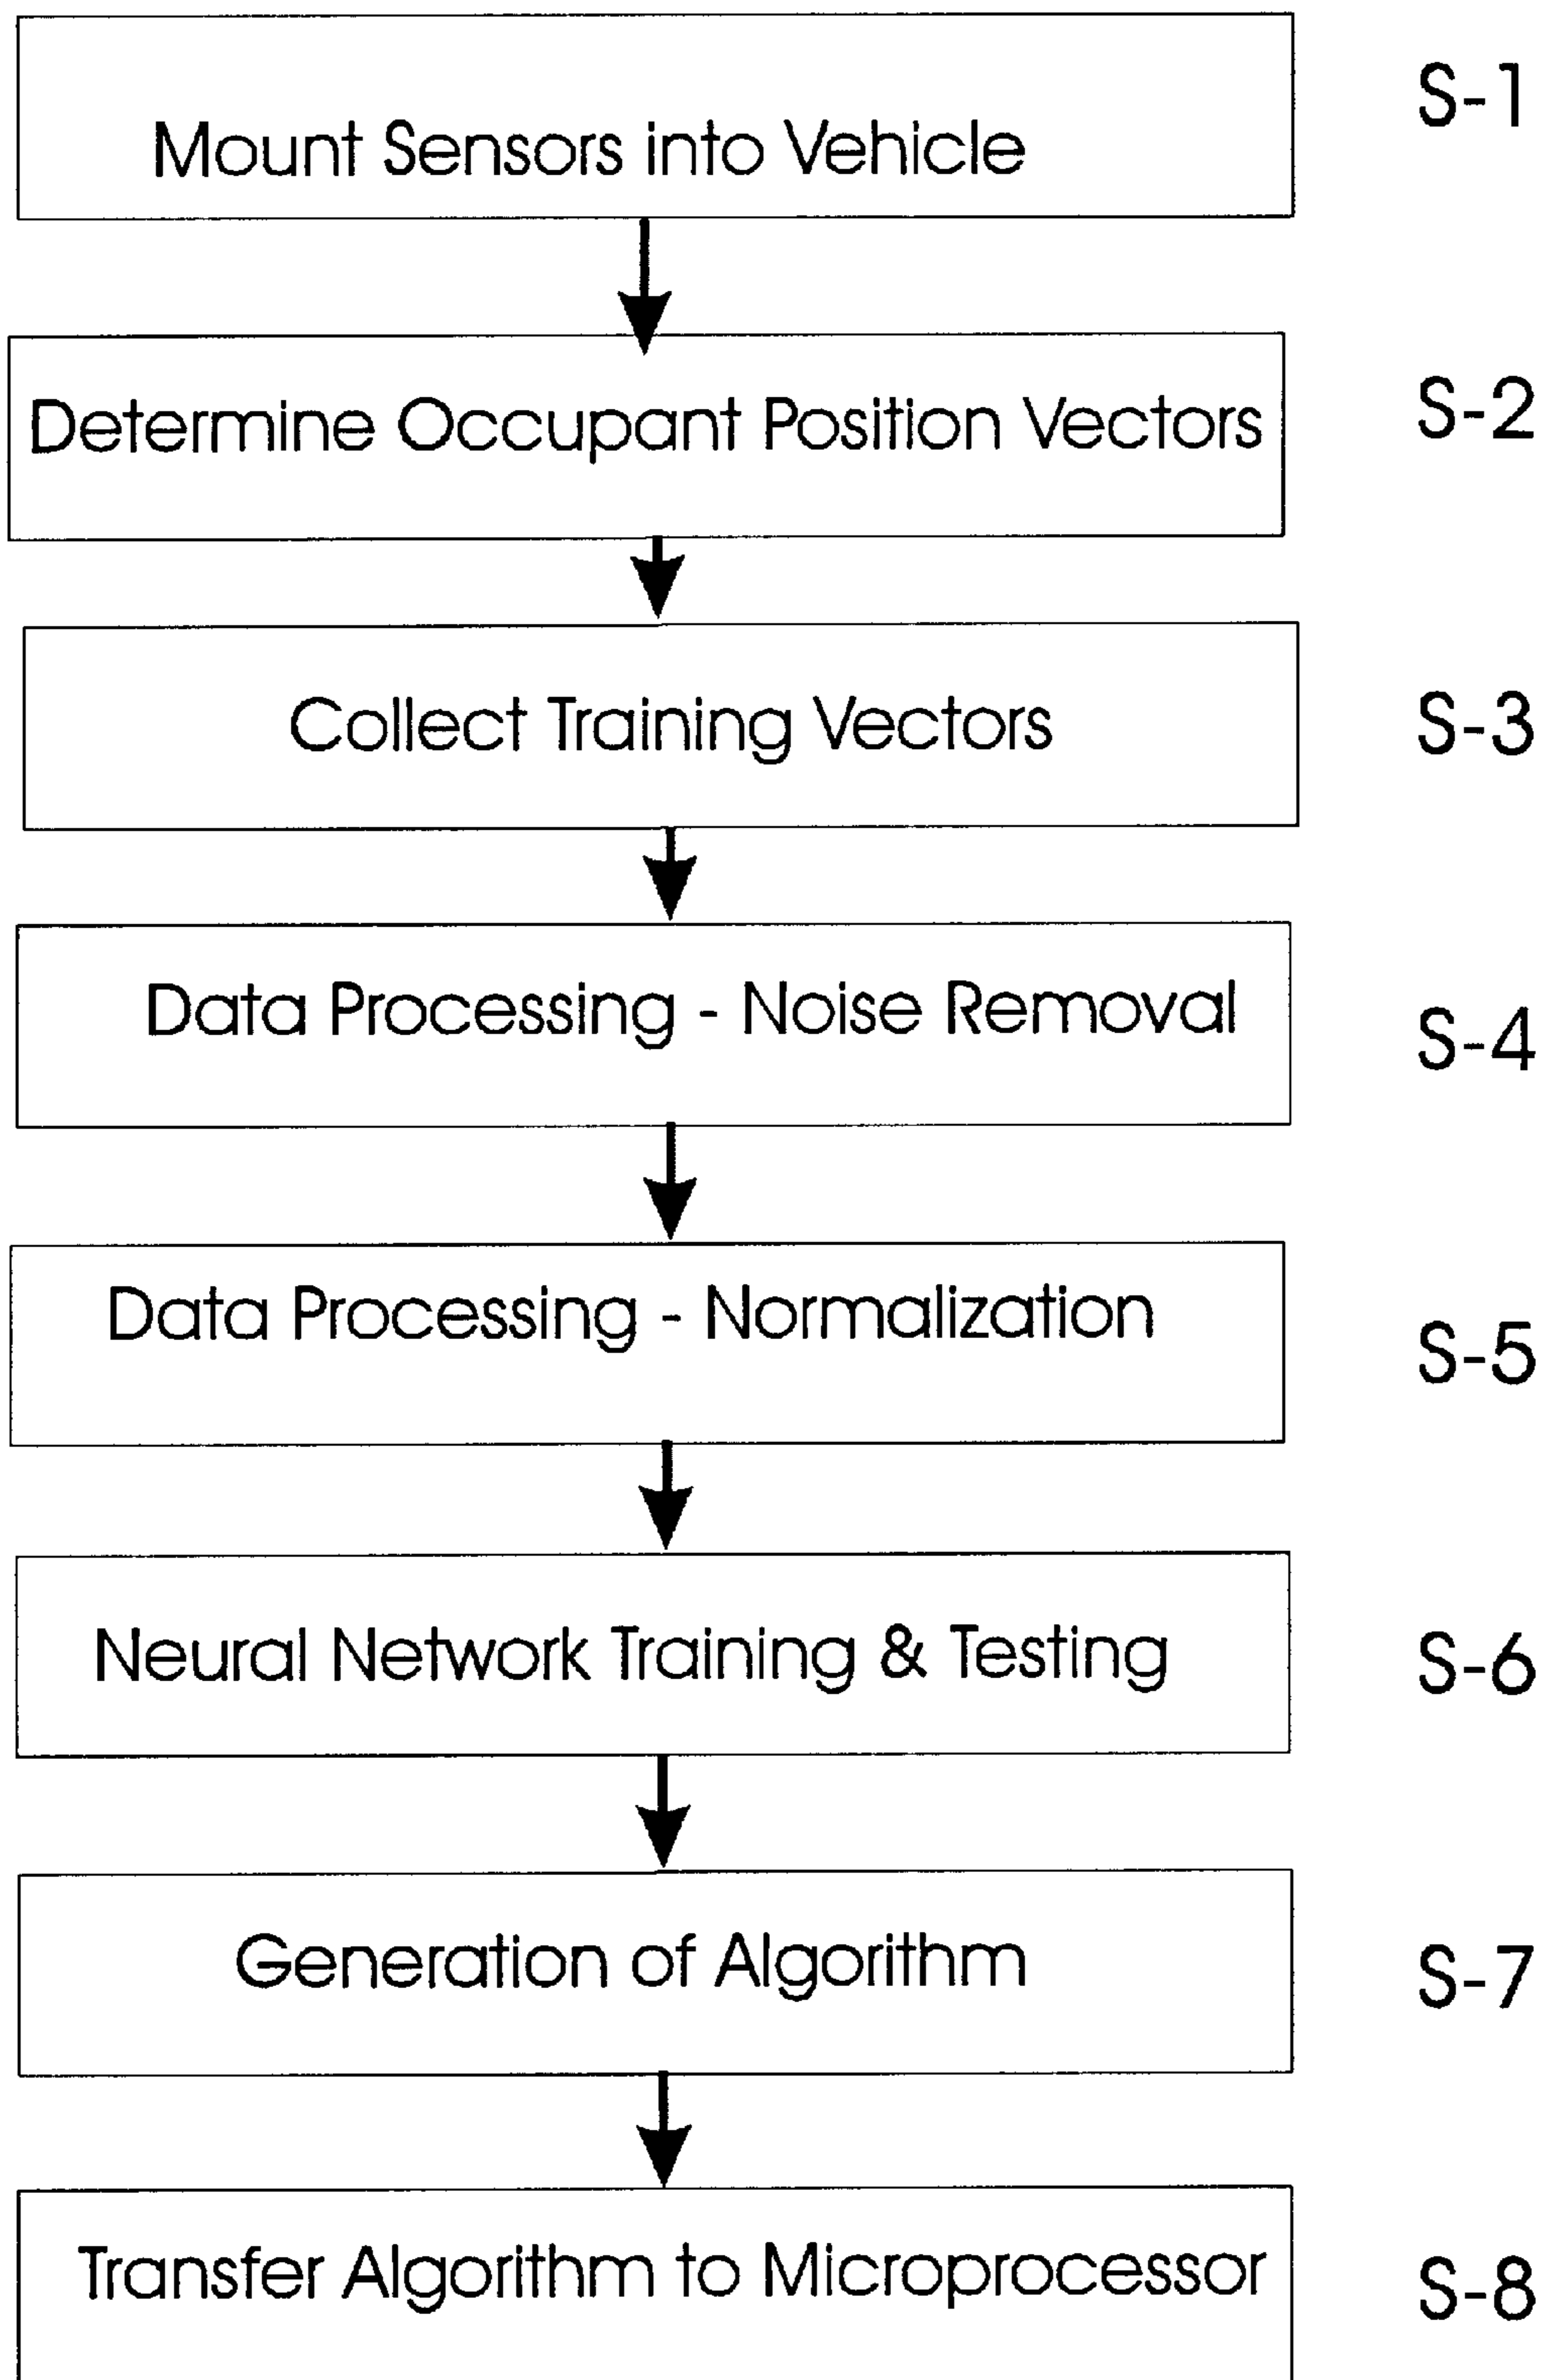 Mount Sensors into Vehicle
S-1
Determine Occupant Position Vectors
S-2
Collect Training Vectors
S-3
Data Processing - Noise Removal
S-4
Data Processing - Normalization
S-5
Neural Network Training & Testing
S-6
Generation of Algorithm
S-7
Transfer Algorithm to Microprocessor
S-8